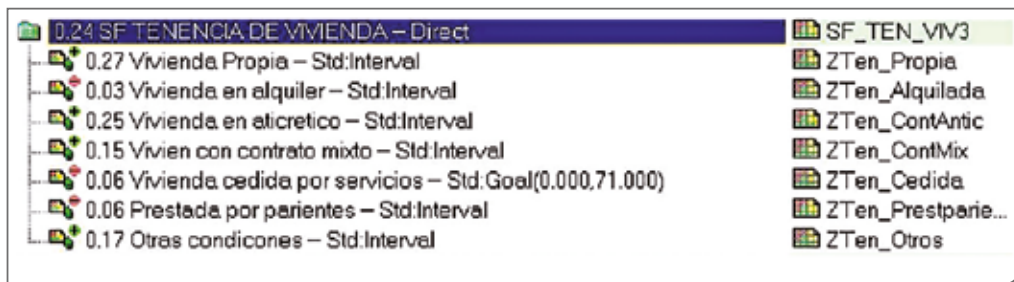 0.24 SF TENENCIA DE VIVIENDA – Direct SF_TEN_VIV3
0.27 Vivienda Propia – Std:Interval ZTen_Propia
0.03 Vivienda en alquiler – Std:Interval ZTen_Alquilada
0.25 Vivienda en aticretico – Std:Interval ZTen_ContAntic
0.15 Vivien con contrato mixto – Std:Interval ZTen_ContMix
0.06 Vivienda cedida por servicios – Std:Goal(0.000,71.000) ZTen_Cedida
0.06 Prestada por parientes – Std:Interval ZTen_Prestparie...
0.17 Otras condicones – Std:Interval ZTen_Otros